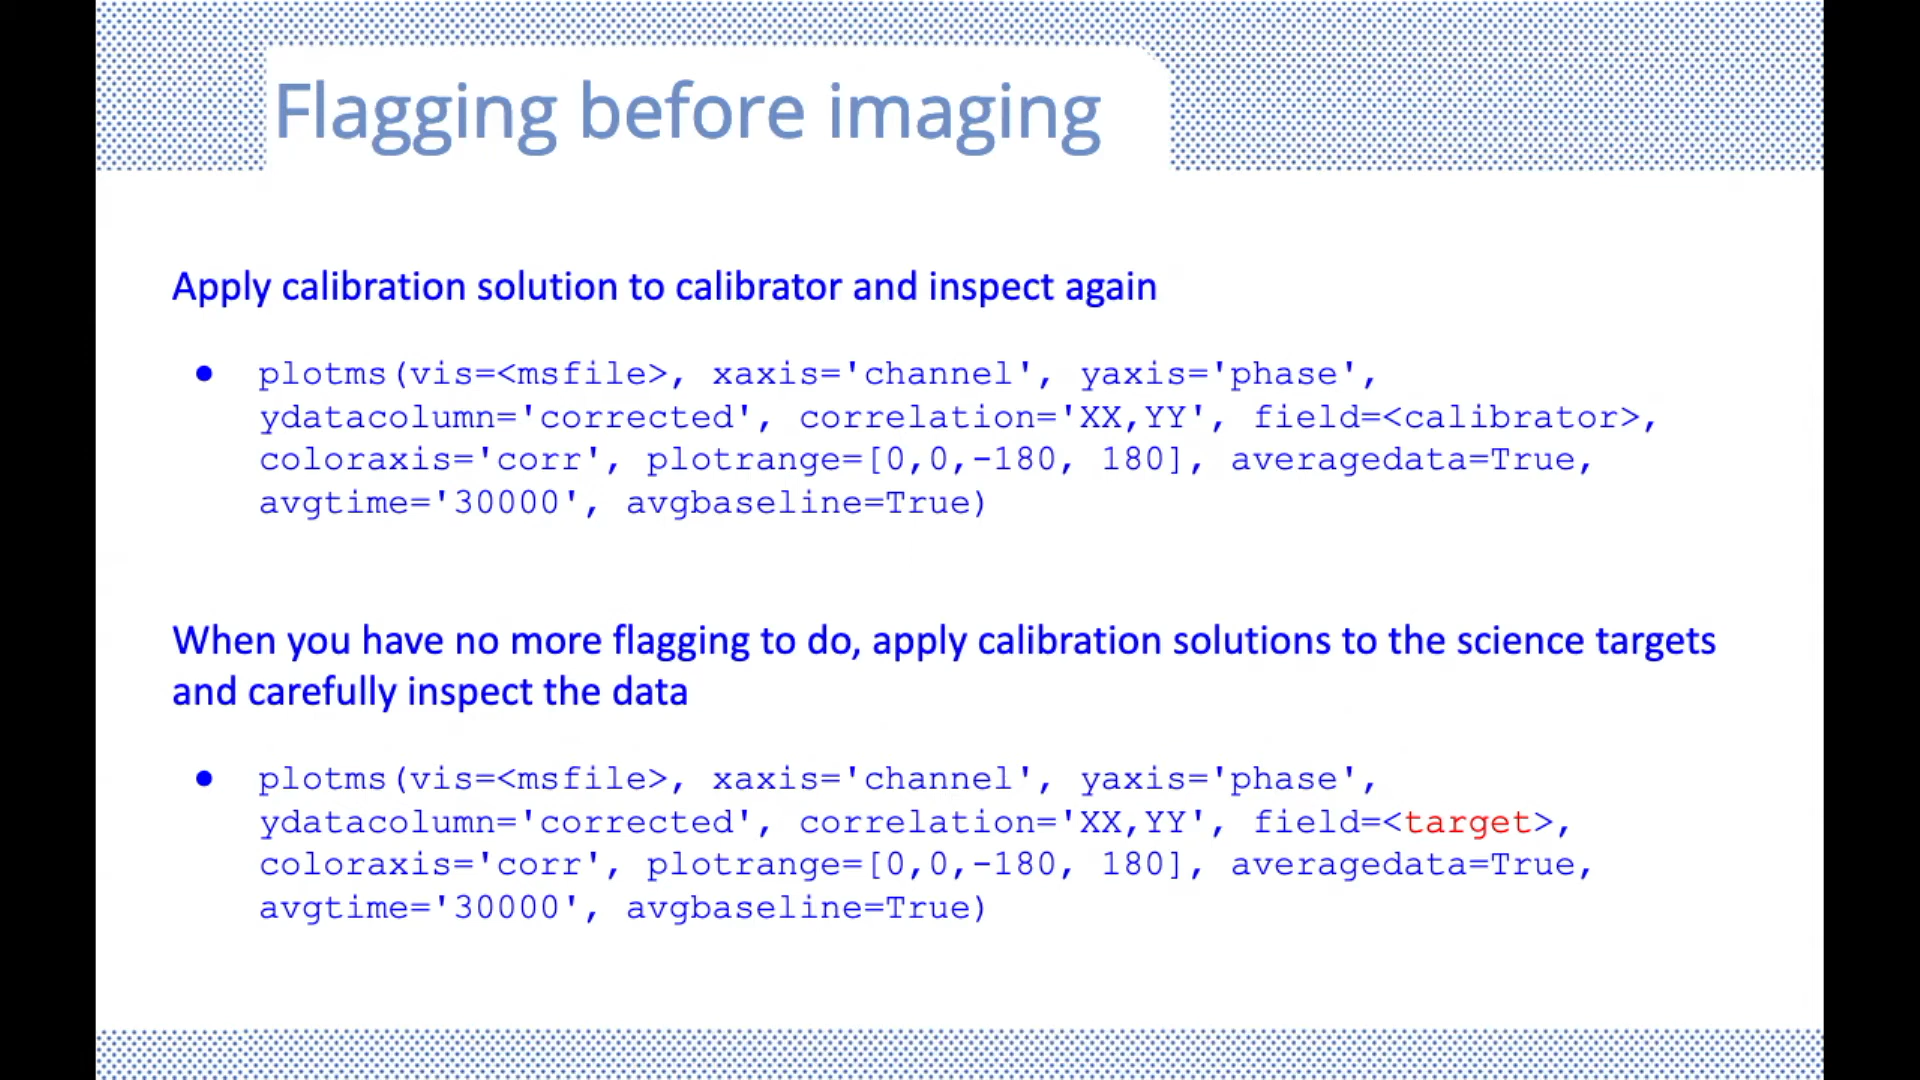 Flagging before imaging
Apply calibration solution to calibrator and inspect again
● plotms(vis=<msfile>, xaxis='channel', yaxis='phase',
ydatacolumn='corrected', correlation='XX,YY', field=<calibrator>,
coloraxis='corr', plotrange=[0,0,-180, 180], averagedata=True,
avgtime='30000', avgbaseline=True)
When you have no more flagging to do, apply calibration solutions to the science targets
and carefully inspect the data
● plotms(vis=<msfile>, xaxis='channel', yaxis='phase',
ydatacolumn='corrected', correlation='XX,YY', field=<target>,
coloraxis='corr', plotrange=[0,0,-180, 180], averagedata=True,
avgtime='30000', avgbaseline=True)